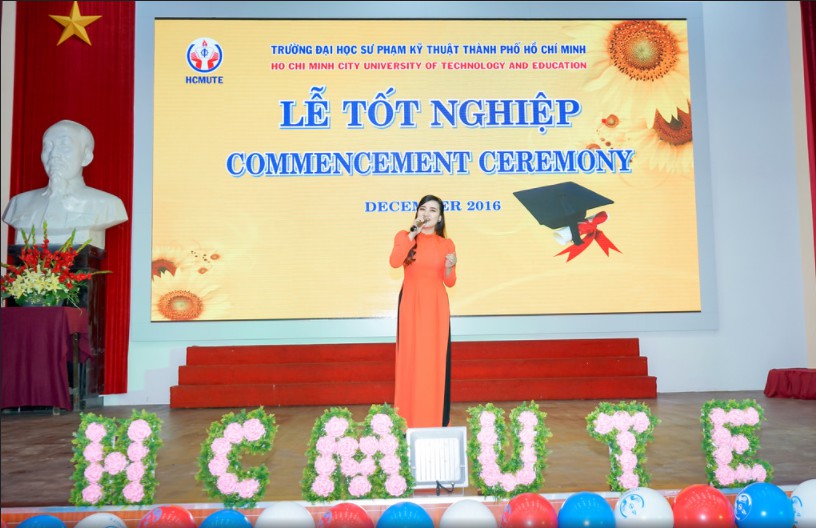 TRƯỜNG ĐẠI HỌC SƯ PHẠM KỸ THUẬT THÀNH PHỐ HỒ CHÍ MINH
HO CHI MINH CITY UNIVERSITY OF TECHNOLOGY AND EDUCATION
HCMUTE
LỄ TỐT NGHIỆP
COMMENCEMENT CEREMONY
2016
HCMUTE